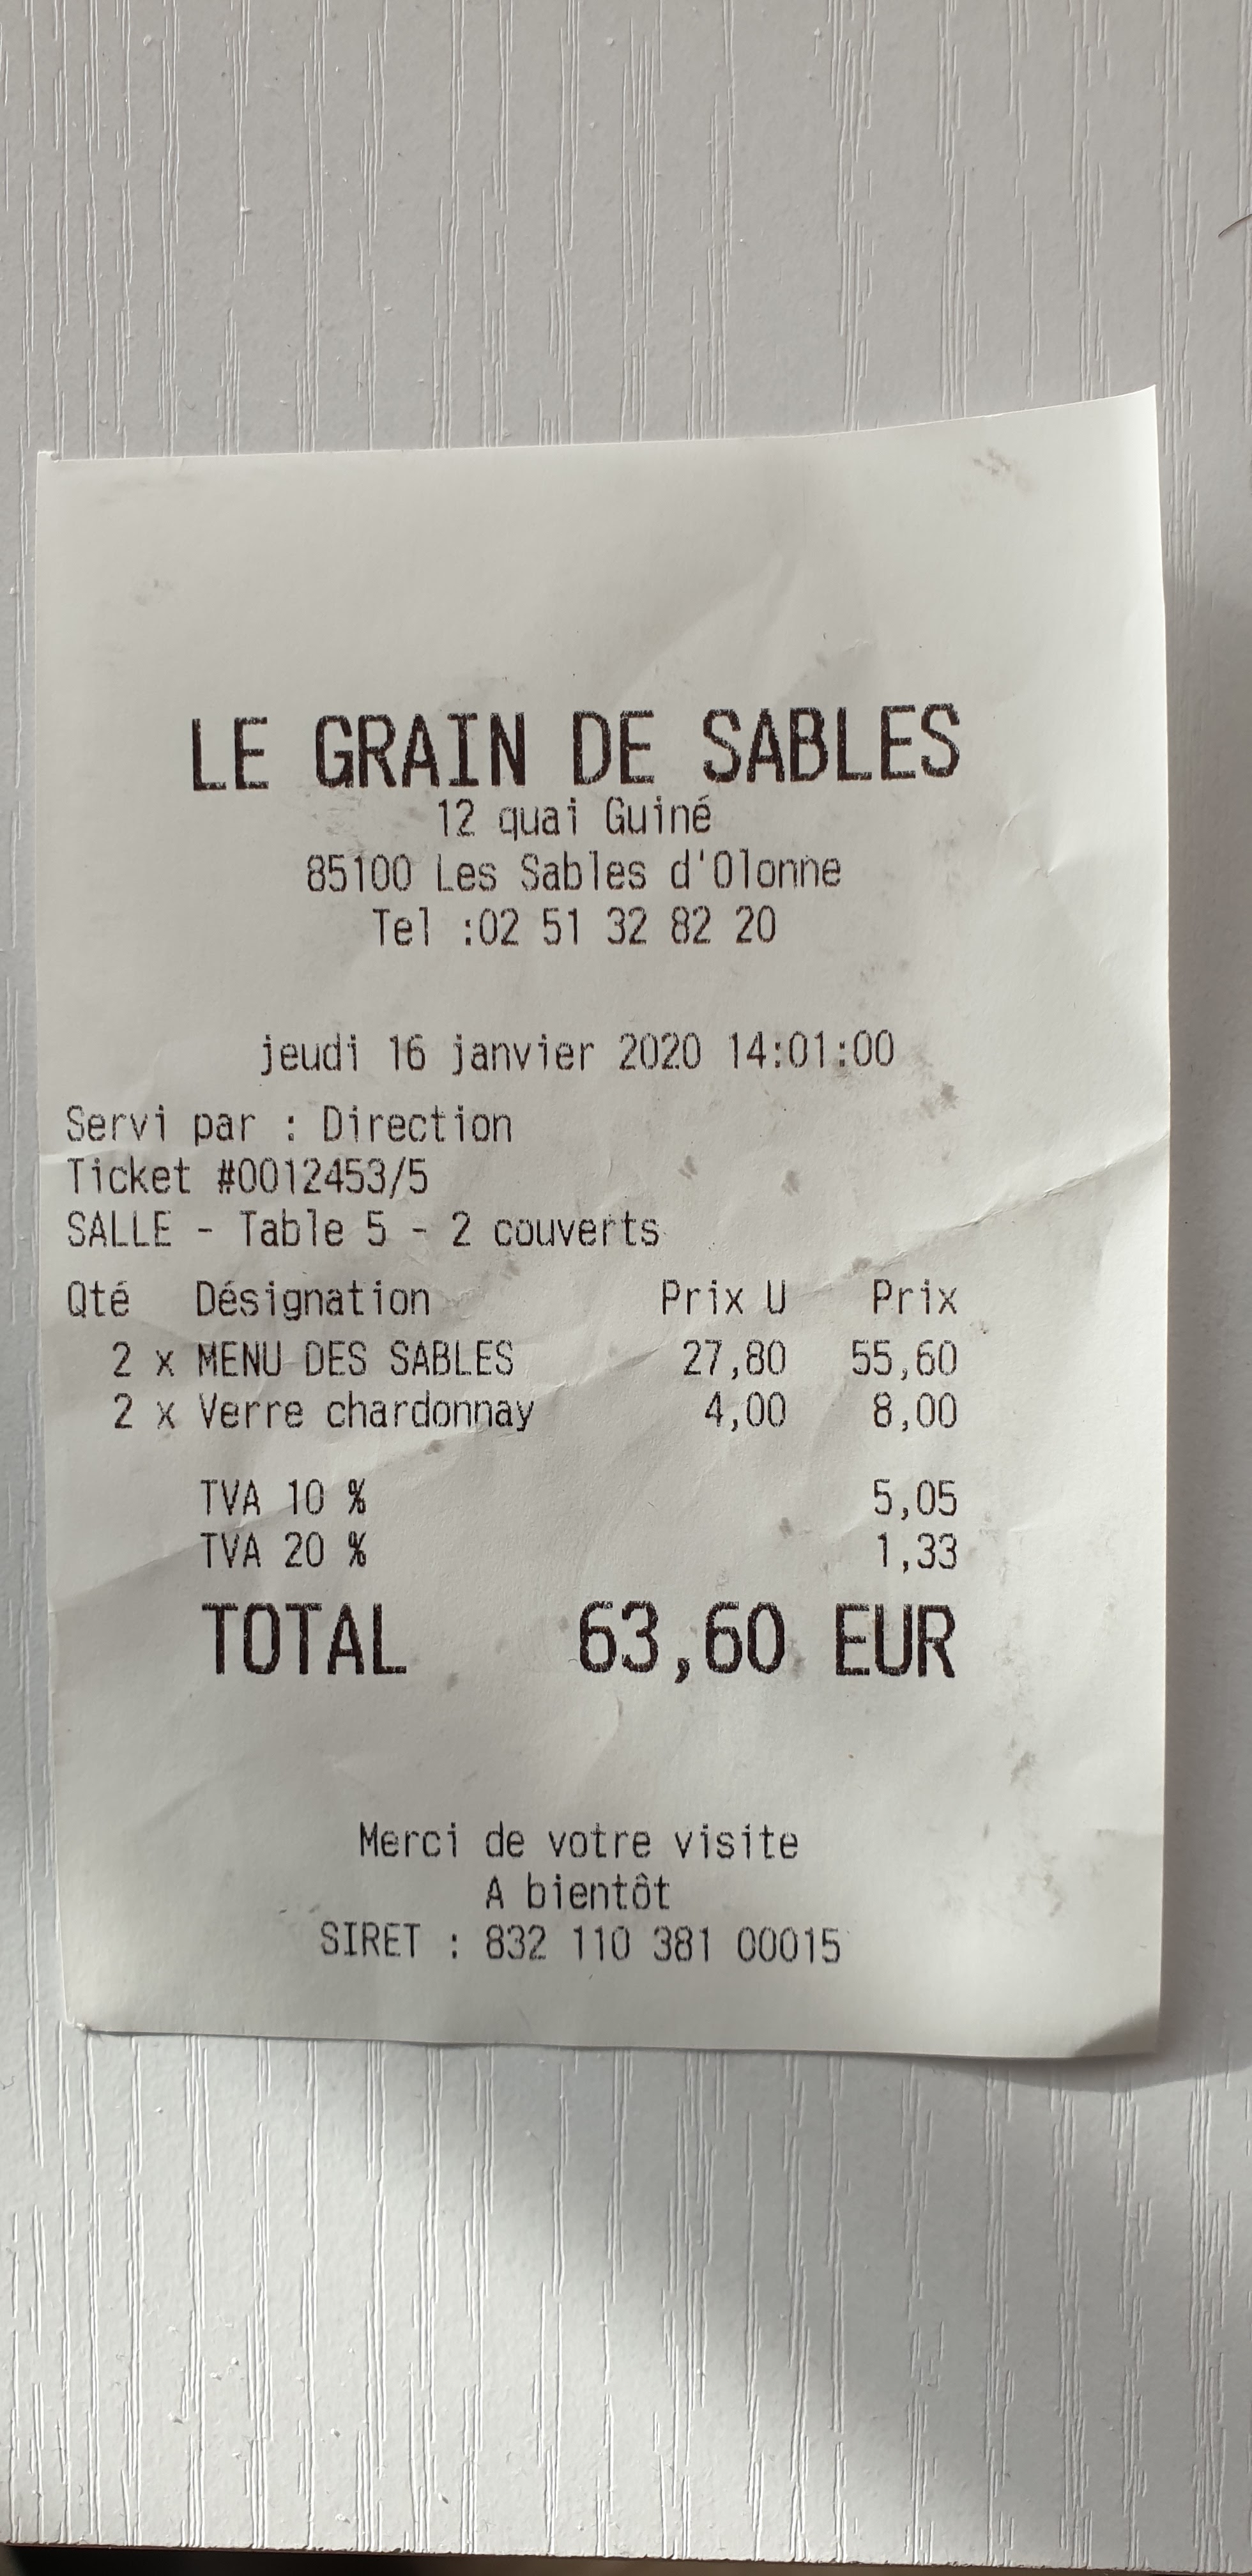 LE GRAIN DE SABLES
12 quai Guiné
85100 Les Sables d'Olonne
Tel :02 51 32 82 20
jeudi 16 janvier 2020 14:01:00
Servi par : Direction
Ticket #0012453/5
SALLE - Table 5 - 2 couverts
Qté Désignation Prix U Prix
2 x MENU DES SABLES 27,80 55,60
2 x Verre chardonnay 4,00 8,00
TVA 10 % 5,05
TVA 20 % 1,33
TOTAL 63,60 EUR
Merci de votre visite
A bientôt
SIRET : 832 110 381 00015